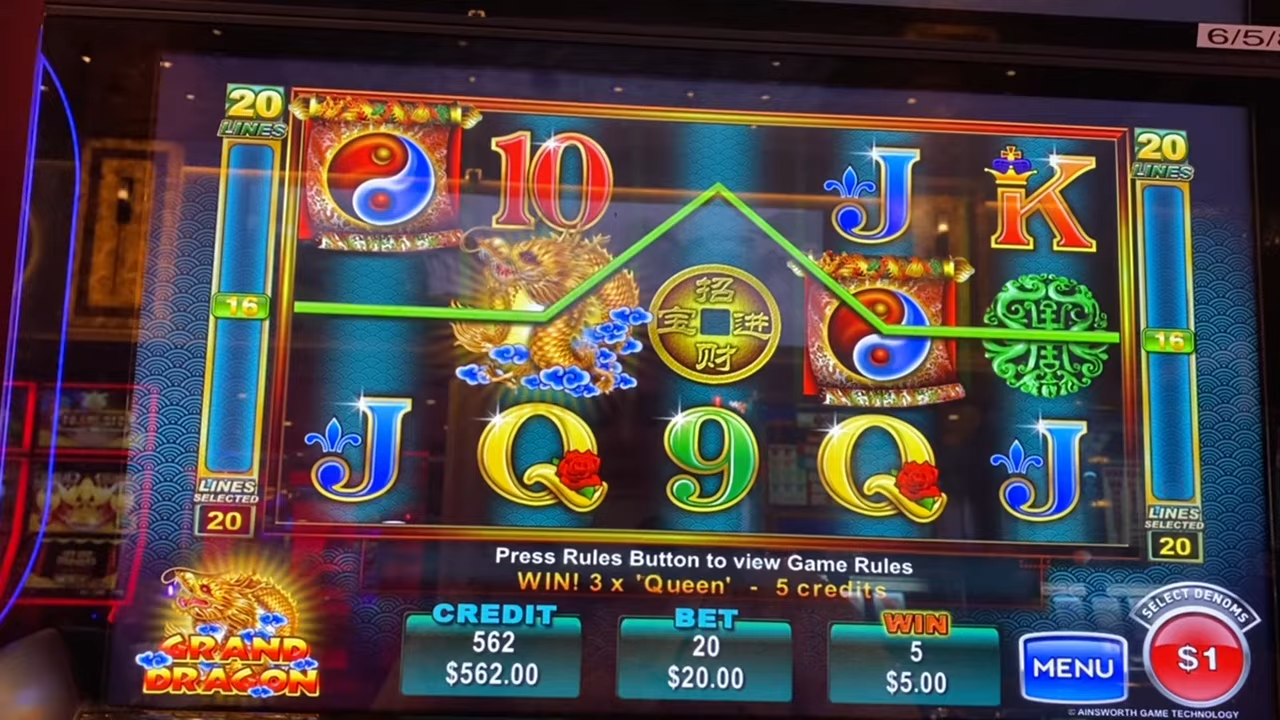 6/5/
20
LINES
20
LINES
10
J
K
16
招
宝 进
财
16
J
Q
9
Q
J
LINES
SELECTED
20
LINES
SELECTED
20
Press Rules Button to view Game Rules
WIN! 3 x 'Queen' - 5 credits
GRAND
DRAGON
CREDIT
562
$562.00
BET
20
$20.00
WIN
5
$5.00
MENU
SELECT DENOMS
$1
© AINSWORTH GAME TECHNOLOGY